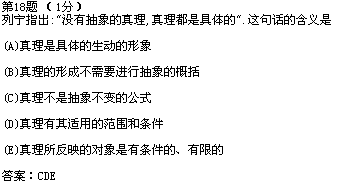 第18题 （ 1分）
列宁指出:“没有抽象的真理,真理都是具体的”.这句话的含义是
(A)真理是具体的生动的形象
(B)真理的形成不需要进行抽象的概括
(C)真理不是抽象不变的公式
(D)真理有其适用的范围和条件
(E)真理所反映的对象是有条件的、有限的
答案：CDE